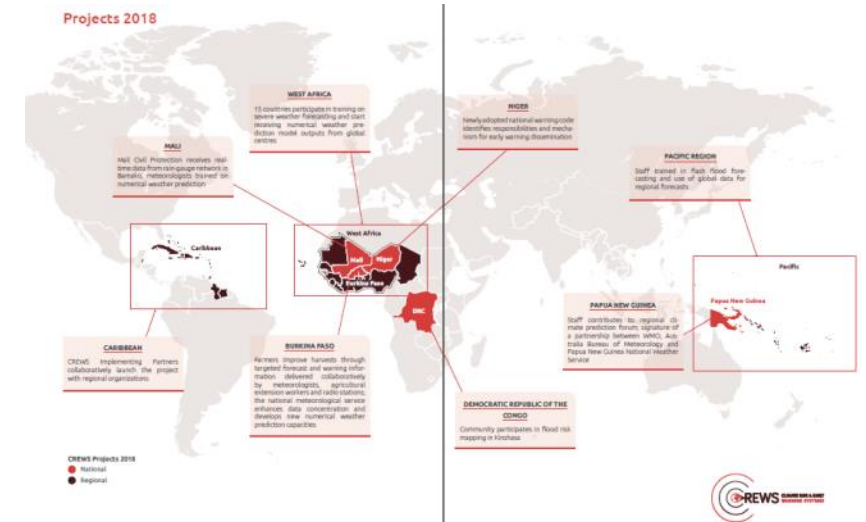 Projects 2018
WEST AFRICA
15 countries participate in training on
severe weather forecasting and start
receiving numerical weather pre-
diction model outputs from global
centres
NIGER
Newly adopted national warning code
identifies responsibilities and mecha-
nism for early warning dissemination
MALI
Mali Civil Protection receives real-
time data from rain-gauge network in
Bamako, meteorologists trained on
numerical weather prediction
PACIFIC REGION
Staff trained in flash flood fore-
casting and use of global data for
regional forecasts
Caribbean
West Africa
Mali
Niger
Burkina Faso
DRC
Pacific
Papua New Guinea
CARIBBEAN
CREWS Implementing Partners
collaboratively launch the project
with regional organizations
BURKINA FASO
Farmers improve harvests through
targeted forecast and warning infor-
mation delivered collaboratively
by meteorologists, agricultural
extension workers and radio stations;
the national meteorological service
enhances data concentration and
develops new numerical weather
prediction capacities
PAPUA NEW GUINEA
Staff contributes to regional cli-
mate prediction forum; signature of
a partnership between WMO, Aus-
tralia Bureau of Meteorology and
Papua New Guinea National Weather
Service
DEMOCRATIC REPUBLIC OF THE
CONGO
Community participates in flood risk
mapping in Kinshasa
CREWS Projects 2018
National
Regional
CREWS CLIMATE RISK & EARLY
WARNING SYSTEMS